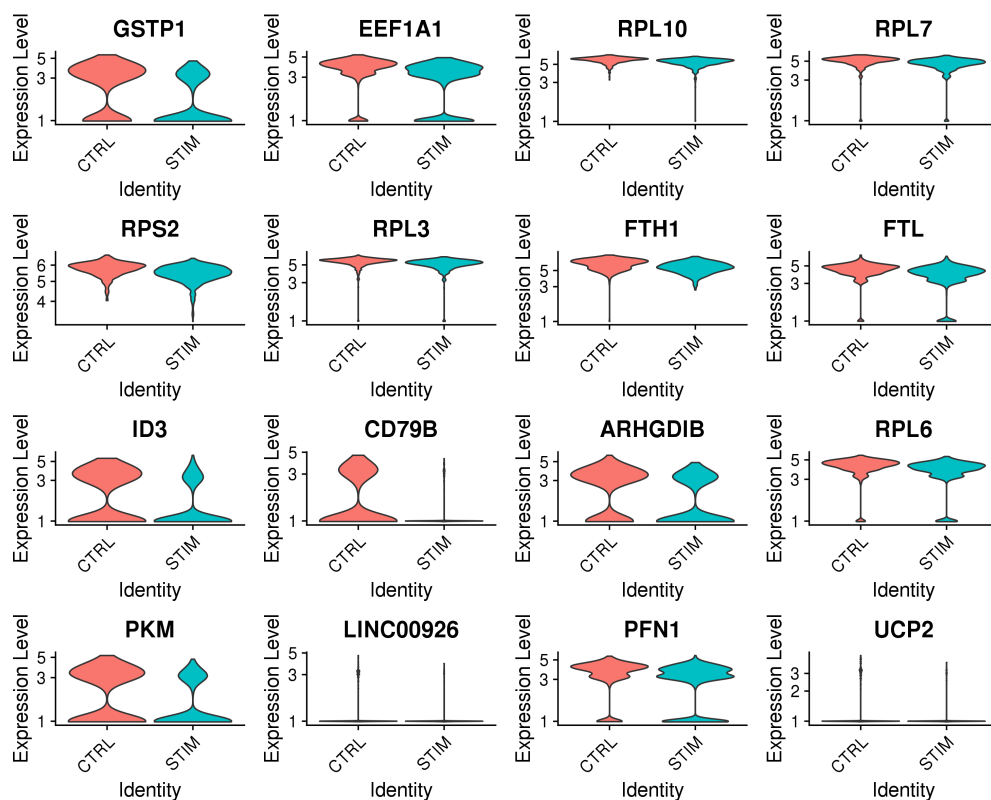 GSTP1 EEF1A1 RPL10 RPL7
Expression Level Expression Level Expression Level Expression Level
5 5 5 5
3 3 3 3
1 1 1 1
CTRL STIM CTRL STIM CTRL STIM CTRL STIM
Identity Identity Identity Identity
RPS2 RPL3 FTH1 FTL
Expression Level Expression Level Expression Level Expression Level
6 5 5 5
5 3 3 3
4 1 1 1
CTRL STIM CTRL STIM CTRL STIM CTRL STIM
Identity Identity Identity Identity
ID3 CD79B ARHGDIB RPL6
Expression Level Expression Level Expression Level Expression Level
5 5 5 5
3 3 3 3
1 1 1 1
CTRL STIM CTRL STIM CTRL STIM CTRL STIM
Identity Identity Identity Identity
PKM LINC00926 PFN1 UCP2
Expression Level Expression Level Expression Level Expression Level
5 5 5 3
3 3 3 2
1 1 1 1
CTRL STIM CTRL STIM CTRL STIM CTRL STIM
Identity Identity Identity Identity